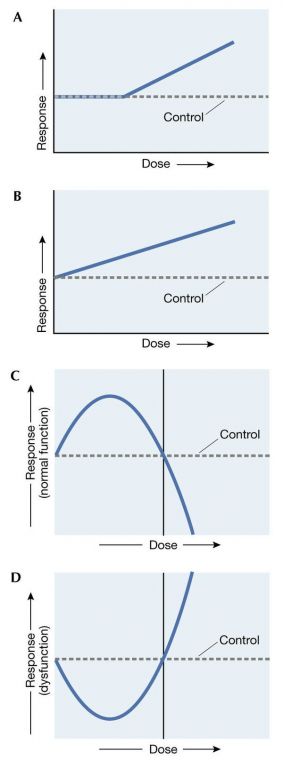 A
Response
Control
Dose
B
Response
Control
Dose
C
Response
(normal function)
Control
Dose
D
Response
(dysfunction)
Control
Dose